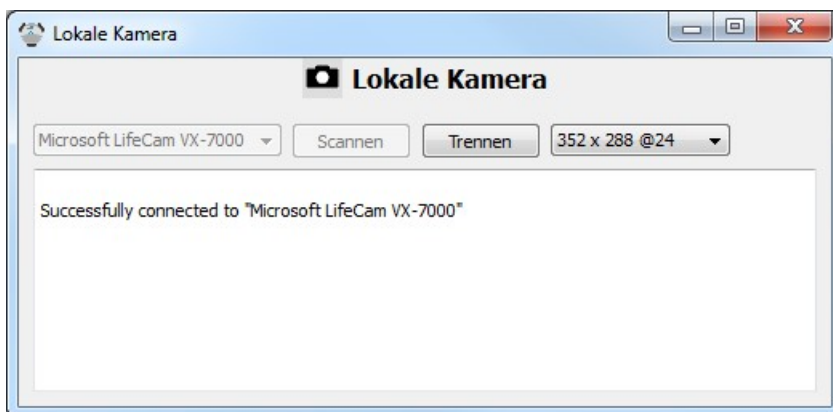 Lokale Kamera
Lokale Kamera
Microsoft LifeCam VX-7000 Scannen Trennen 352 x 288 @24
Successfully connected to "Microsoft LifeCam VX-7000"